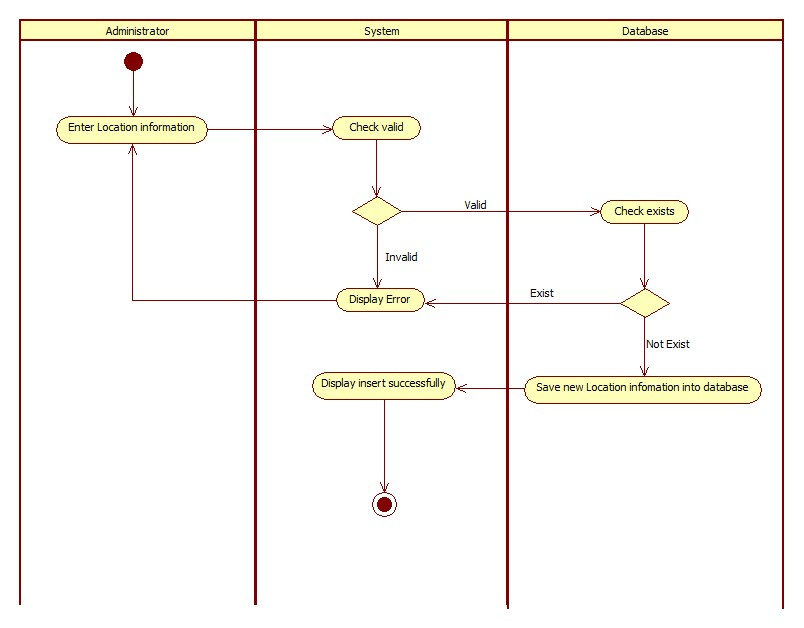 Administrator
System
Database
Enter Location information
Check valid
Valid
Check exists
Invalid
Display Error
Exist
Not Exist
Display insert successfully
Save new Location infomation into database